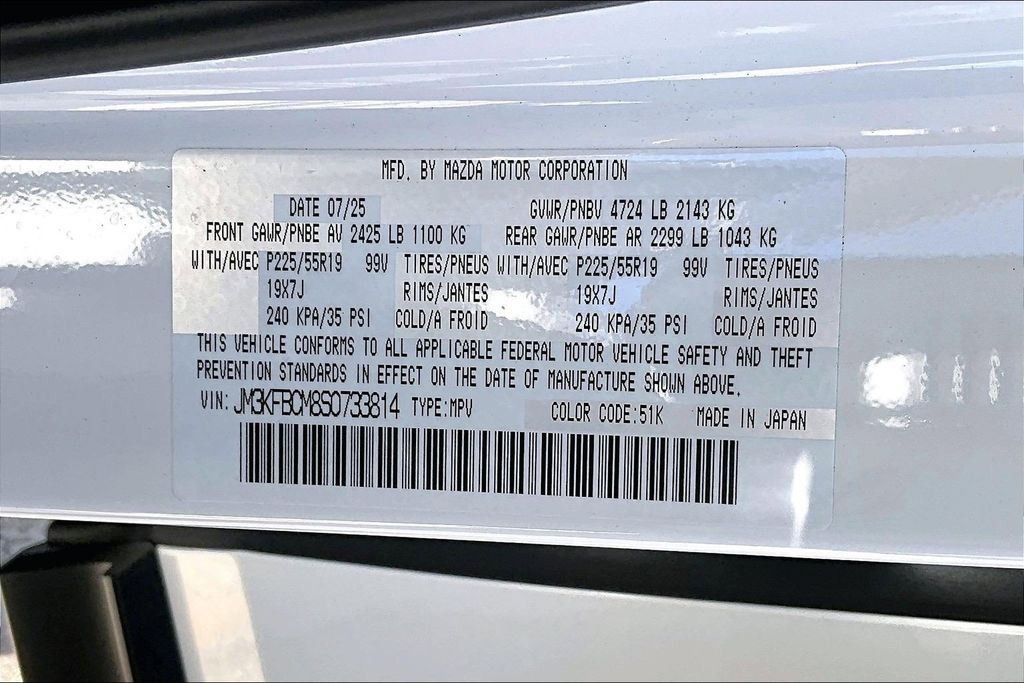 MFD. BY MAZDA MOTOR CORPORATION
DATE 07/25 GVWR/PNBV 4724 LB 2143 KG
FRONT GAWR/PNBE AV 2425 LB 1100 KG REAR GAWR/PNBE AR 2299 LB 1043 KG
WITH/AVEC P225/55R19 99V TIRES/PNEUS WITH/AVEC P225/55R19 99V TIRES/PNEUS
19X7J RIMS/JANTES 19X7J RIMS/JANTES
240 KPA/35 PSI COLD/A FROID 240 KPA/35 PSI COLD/A FROID
THIS VEHICLE CONFORMS TO ALL APPLICABLE FEDERAL MOTOR VEHICLE SAFETY AND THEFT
PREVENTION STANDARDS IN EFFECT ON THE DATE OF MANUFACTURE SHOWN ABOVE.
VIN: JM3KFBCM8S0733814 TYPE:MPV COLOR CODE:51K MADE IN JAPAN